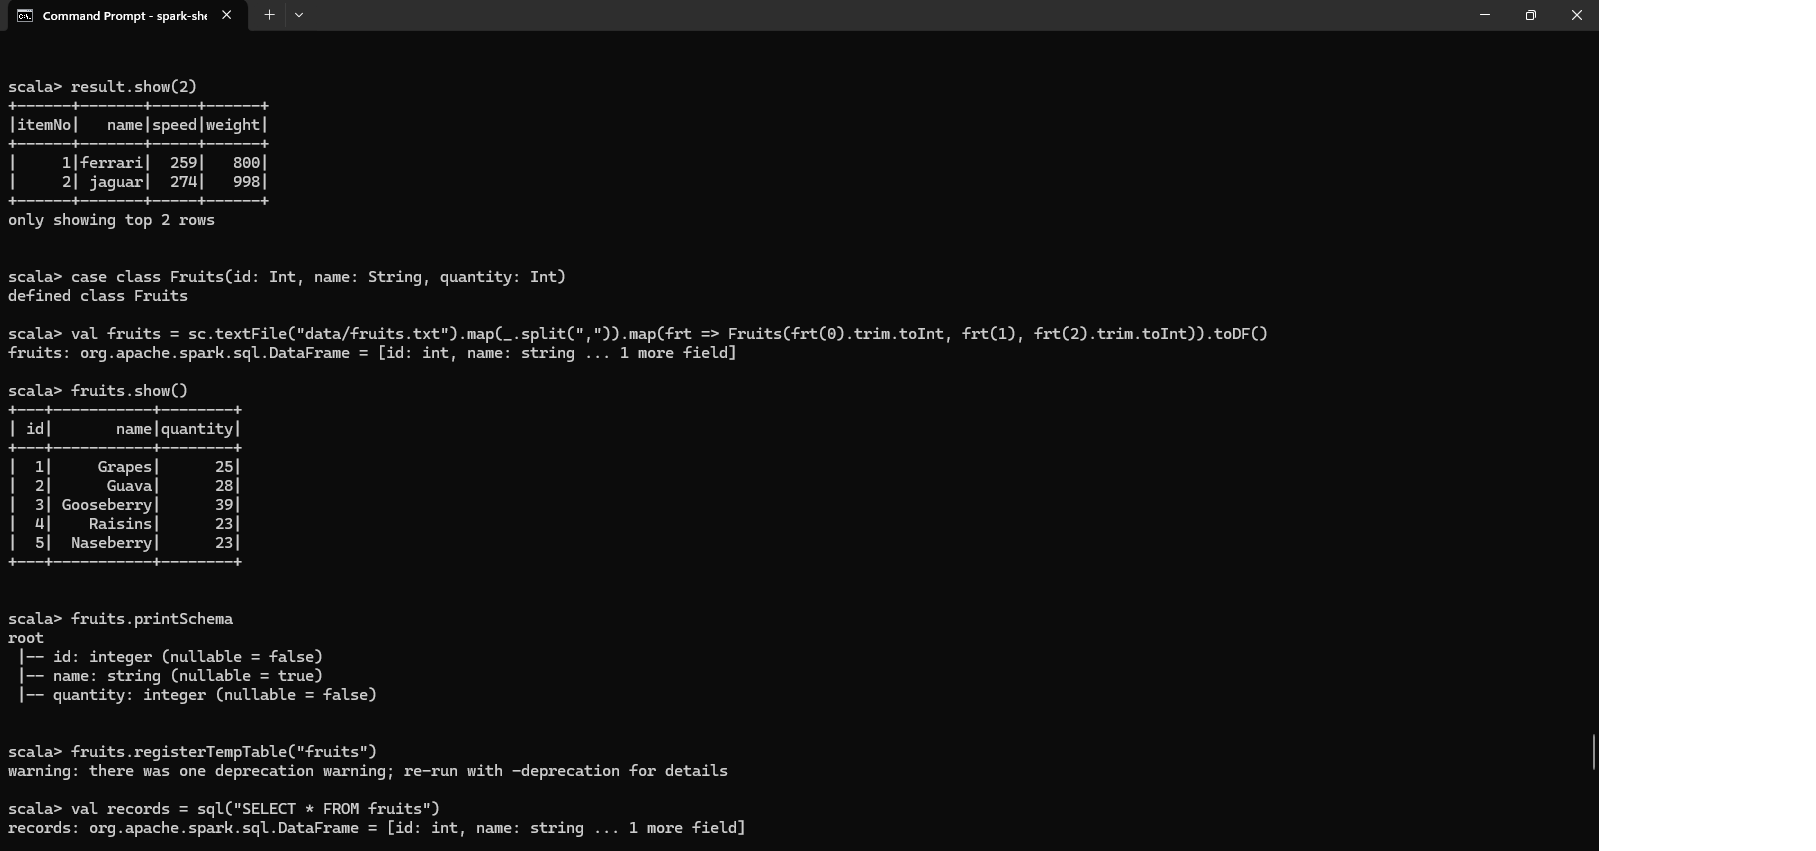 Command Prompt - spark-she
scala> result.show(2)
+------+-------+-----+------+
|itemNo|   name|speed|weight|
+------+-------+-----+------+
|     1|ferrari|  259|   800|
|     2| jaguar|  274|   998|
+------+-------+-----+------+
only showing top 2 rows
scala> case class Fruits(id: Int, name: String, quantity: Int)
defined class Fruits
scala> val fruits = sc.textFile("data/fruits.txt").map(_.split(",")).map(frt => Fruits(frt(0).trim.toInt, frt(1), frt(2).trim.toInt)).toDF()
fruits: org.apache.spark.sql.DataFrame = [id: int, name: string ... 1 more field]
scala> fruits.show()
+---+-----------+--------+
| id|       name|quantity|
+---+-----------+--------+
|  1|     Grapes|      25|
|  2|      Guava|      28|
|  3| Gooseberry|      39|
|  4|    Raisins|      23|
|  5|  Naseberry|      23|
+---+-----------+--------+
scala> fruits.printSchema
root
 |-- id: integer (nullable = false)
 |-- name: string (nullable = true)
 |-- quantity: integer (nullable = false)
scala> fruits.registerTempTable("fruits")
warning: there was one deprecation warning; re-run with -deprecation for details
scala> val records = sql("SELECT * FROM fruits")
records: org.apache.spark.sql.DataFrame = [id: int, name: string ... 1 more field]